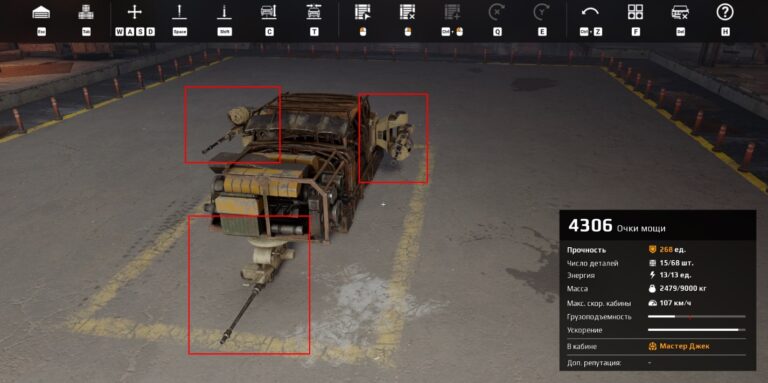 Esc Tab W A S D Space Shift C T Ctrl + Q E Ctrl + Z F Del H
4306 Очки мощи
Прочность 268 ед.
Число деталей 15/68 шт.
Энергия 13/13 ед.
Масса 2479/9000 кг
Макс. скор. кабины 107 км/ч
Грузоподъемность
Ускорение
В кабине Мастер Джек
Доп. репутация: -